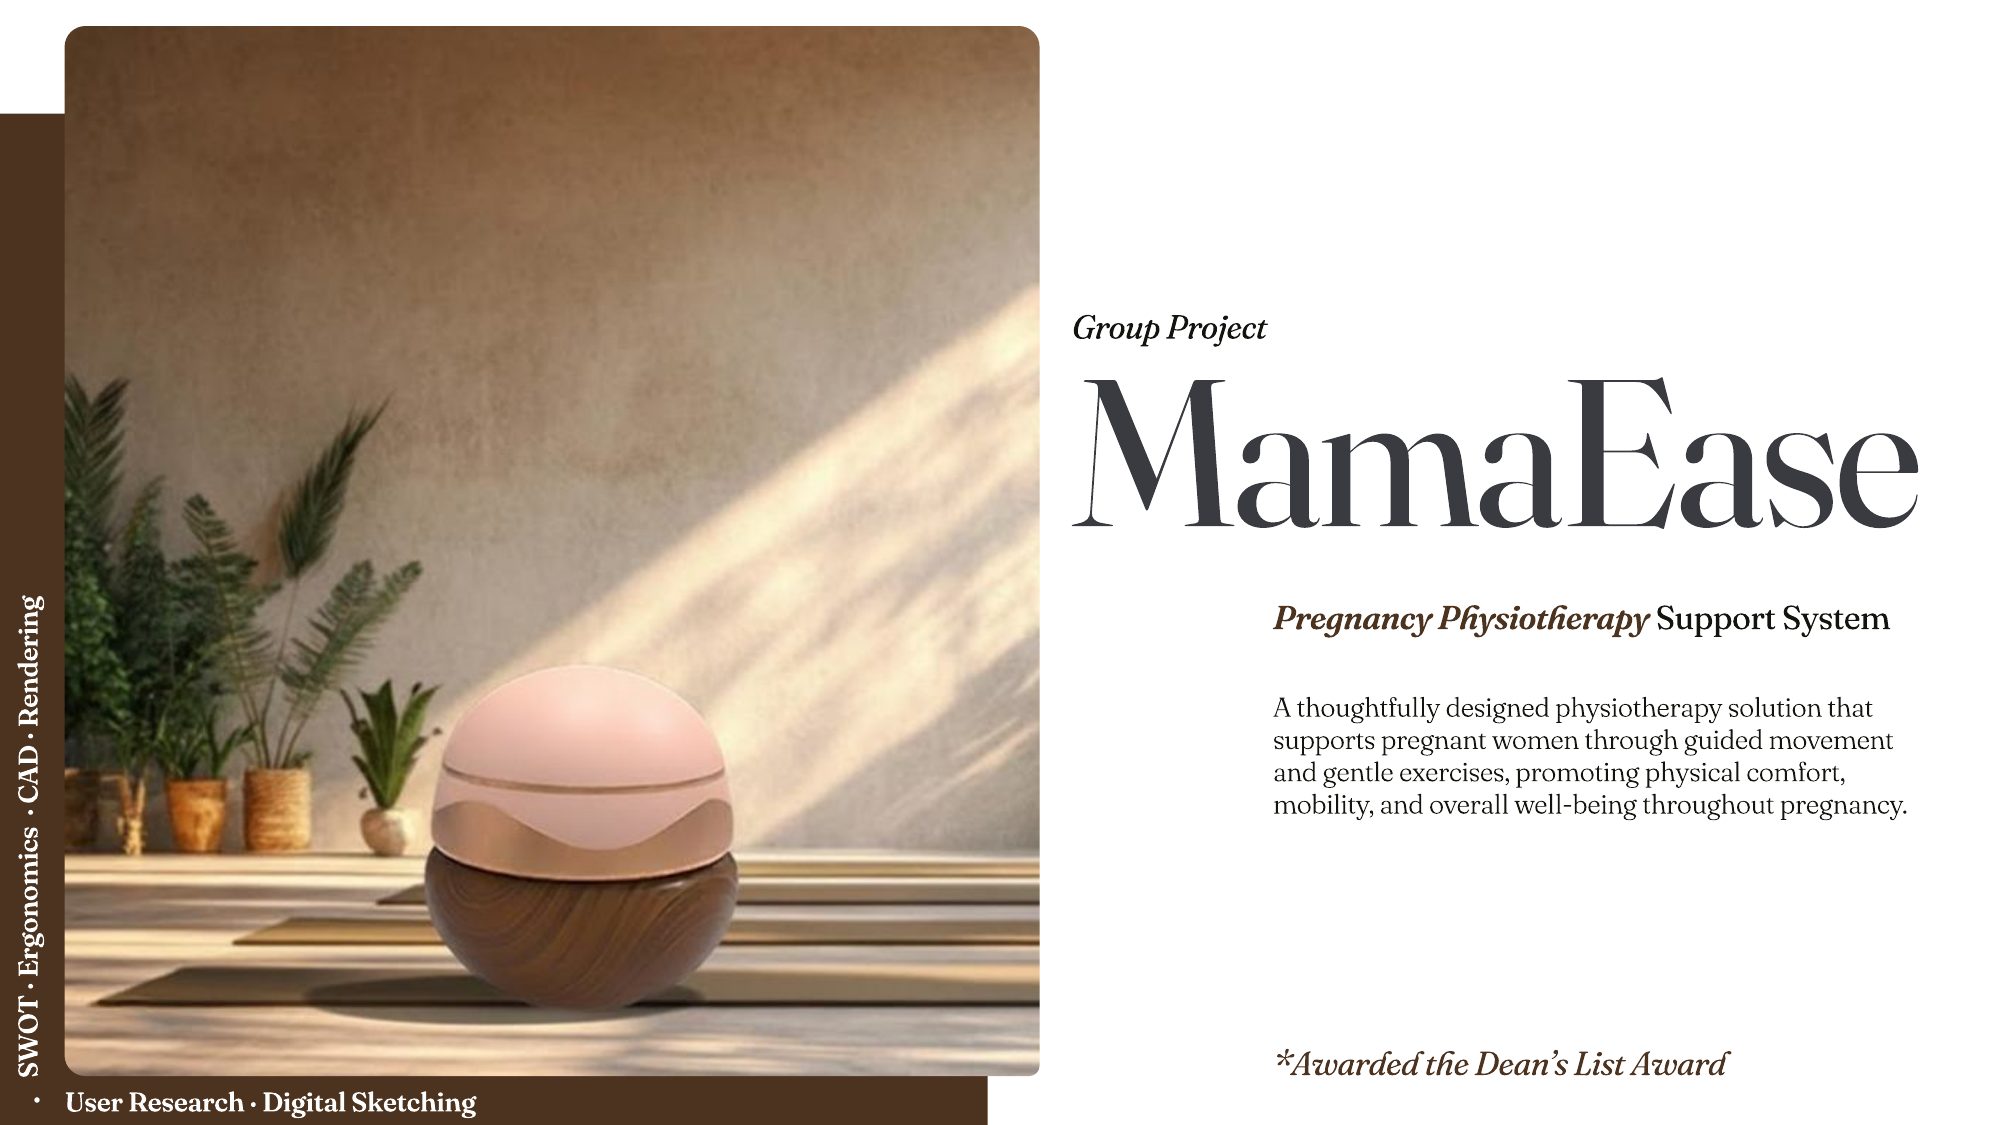 Group Project
MamaEase
Pregnancy Physiotherapy Support System
A thoughtfully designed physiotherapy solution that
supports pregnant women through guided movement
and gentle exercises, promoting physical comfort,
mobility, and overall well-being throughout pregnancy.
*Awarded the Dean's List Award
SWOT · Ergonomics · CAD · Rendering
· User Research · Digital Sketching